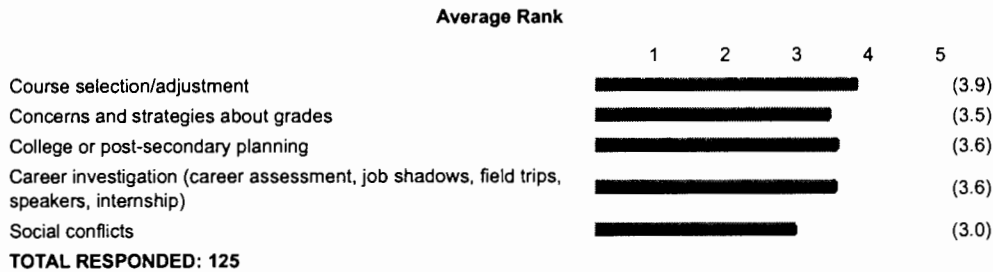 Average Rank
1 2 3 4 5
Course selection/adjustment (3.9)
Concerns and strategies about grades (3.5)
College or post-secondary planning (3.6)
Career investigation (career assessment, job shadows, field trips,
speakers, internship) (3.6)
Social conflicts (3.0)
TOTAL RESPONDED: 125